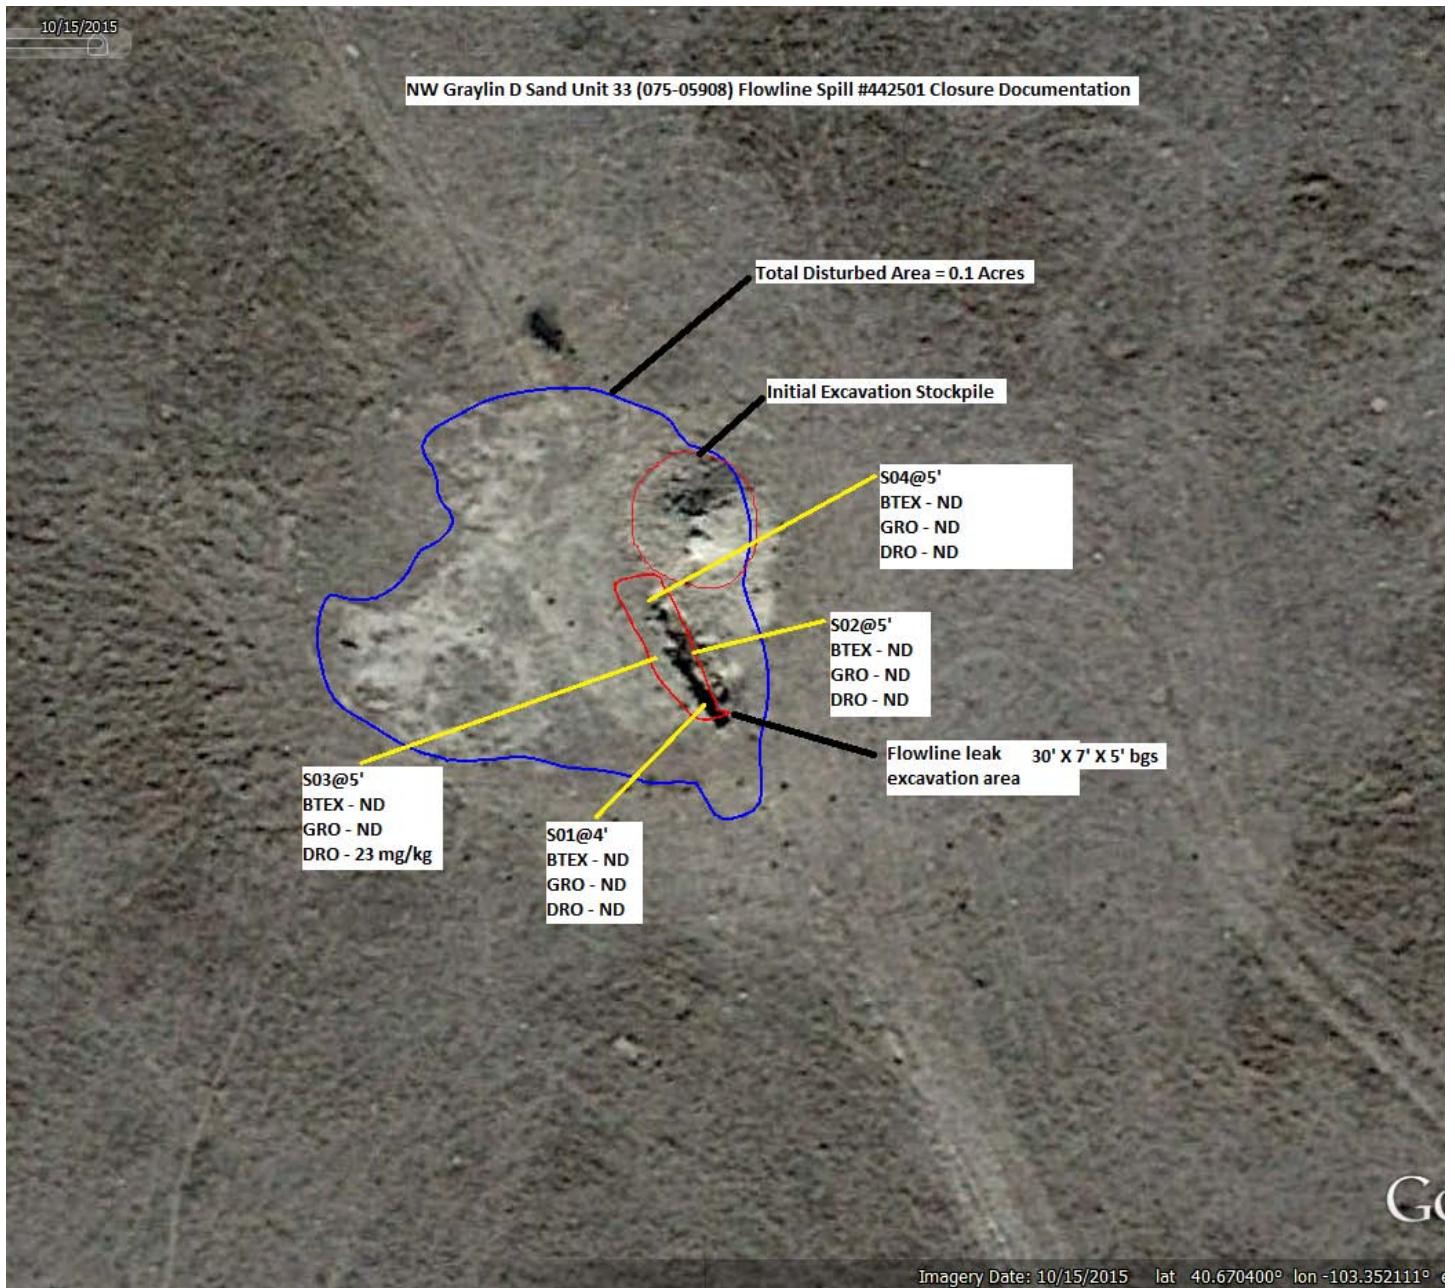 10/15/2015
NW Graylin D Sand Unit 33 (075-05908) Flowline Spill #442501 Closure Documentation
Total Disturbed Area = 0.1 Acres
Initial Excavation Stockpile
S04@5'
BTEX - ND
GRO - ND
DRO - ND
S02@5'
BTEX - ND
GRO - ND
DRO - ND
Flowline leak
excavation area
30' X 7' X 5' bgs
S03@5'
BTEX - ND
GRO - ND
DRO - 23 mg/kg
S01@4'
BTEX - ND
GRO - ND
DRO - ND
Imagery Date: 10/15/2015 lat 40.670400° lon -103.352111°